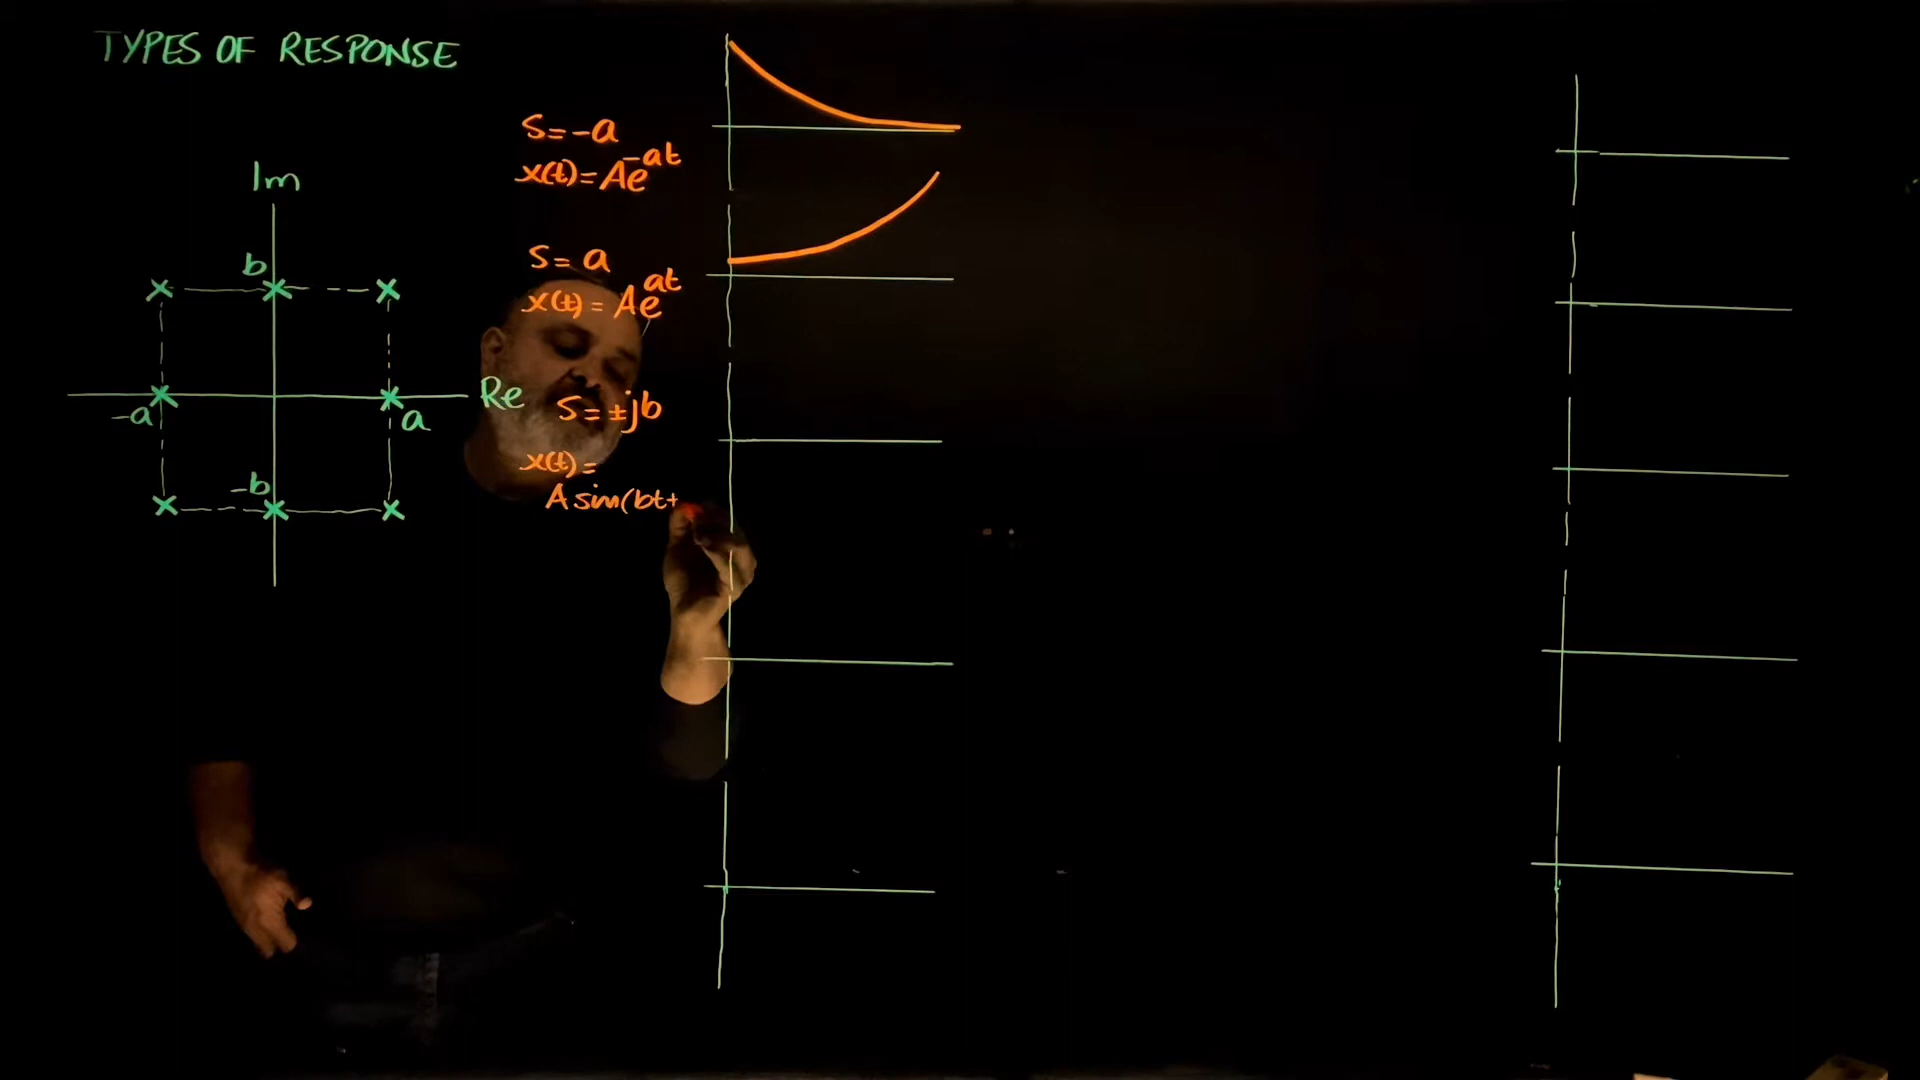 TYPES OF RESPONSE
Im
b
Re
-a
a
-b
S=-a
x(t)=Ae^-at
S=a
x(t)=Ae^at
S=±jb
x(t)=
A sin(bt+